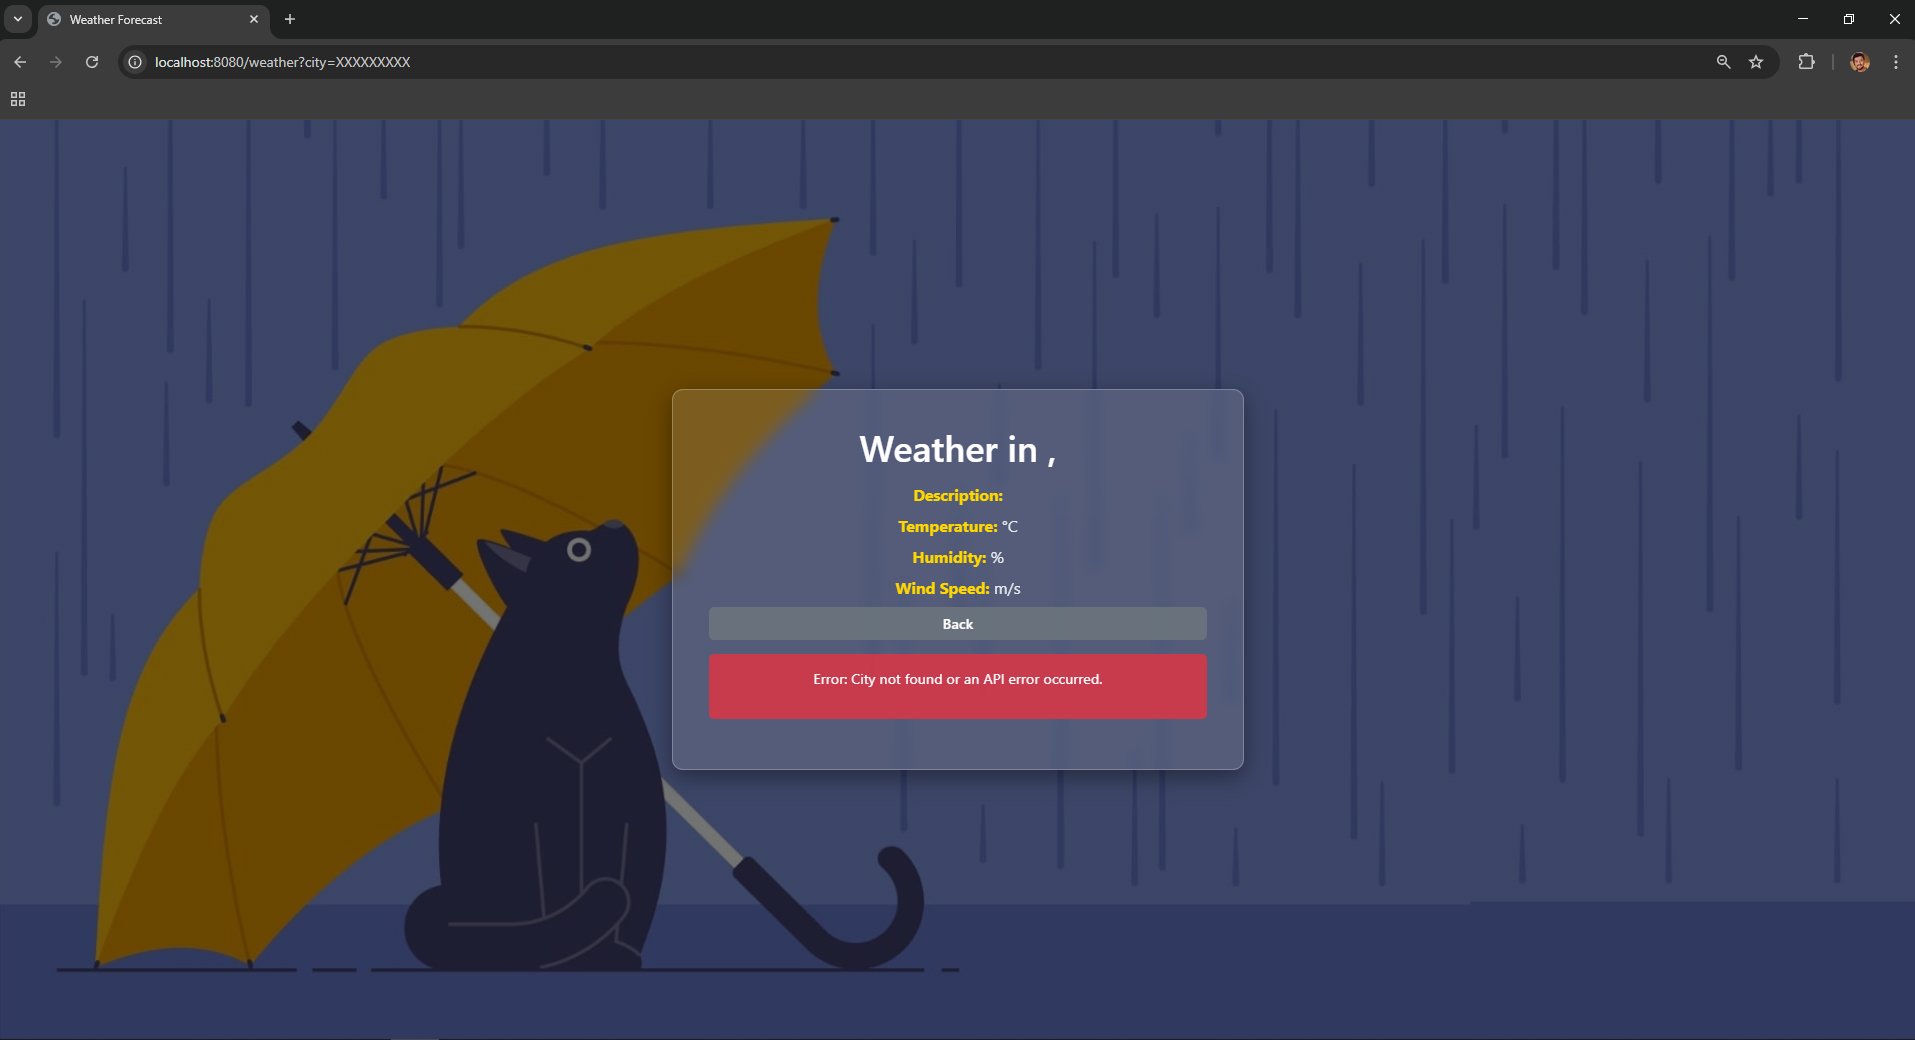 Weather Forecast
localhost:8080/weather?city=XXXXXXXXX
Weather in ,
Description:
Temperature: °C
Humidity: %
Wind Speed: m/s
Back
Error: City not found or an API error occurred.